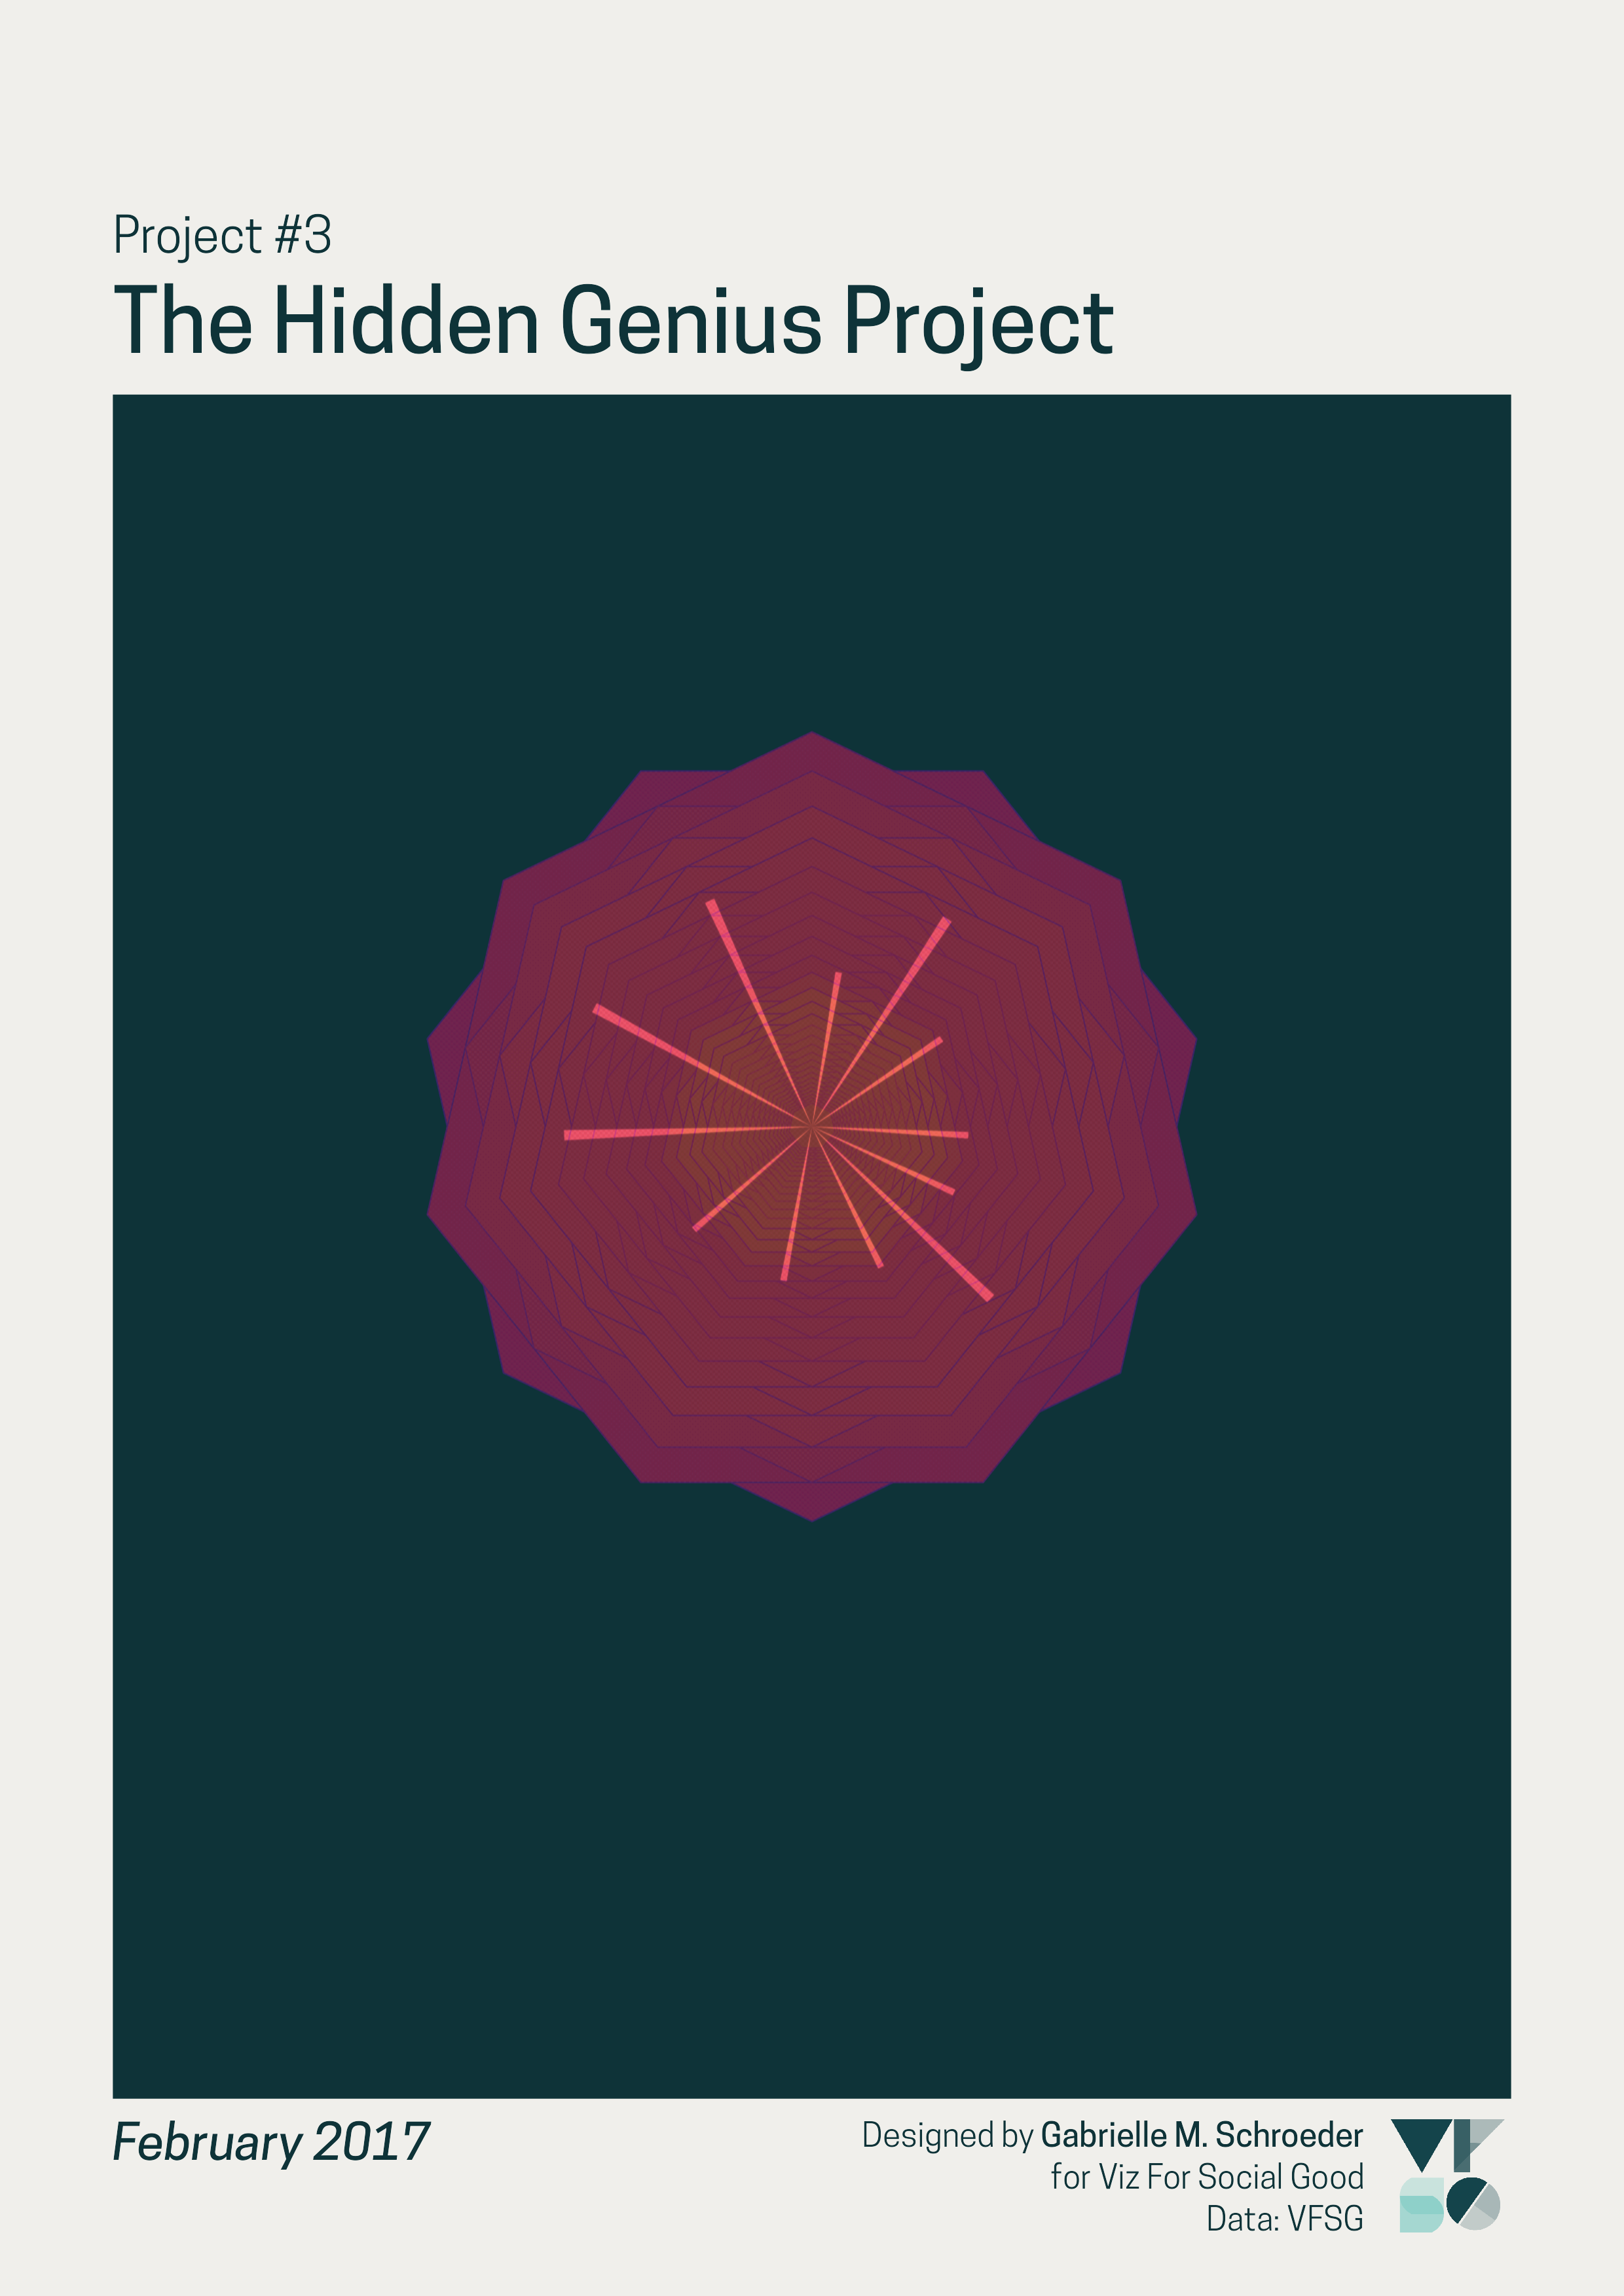 Project #3
The Hidden Genius Project
February 2017
Designed by Gabrielle M. Schroeder
for Viz For Social Good
Data: VFSG